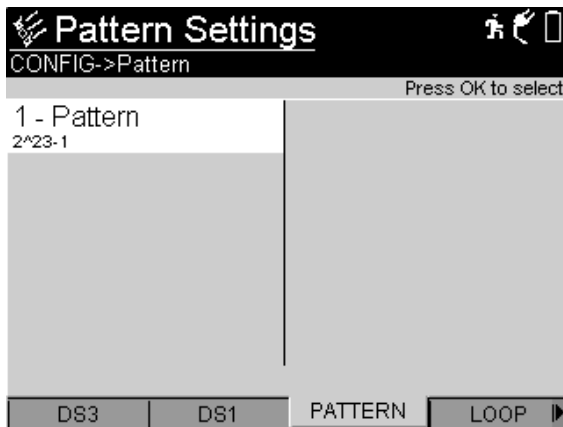 Pattern Settings
CONFIG->Pattern
Press OK to select
1 - Pattern
2^23-1
DS3 DS1 PATTERN LOOP